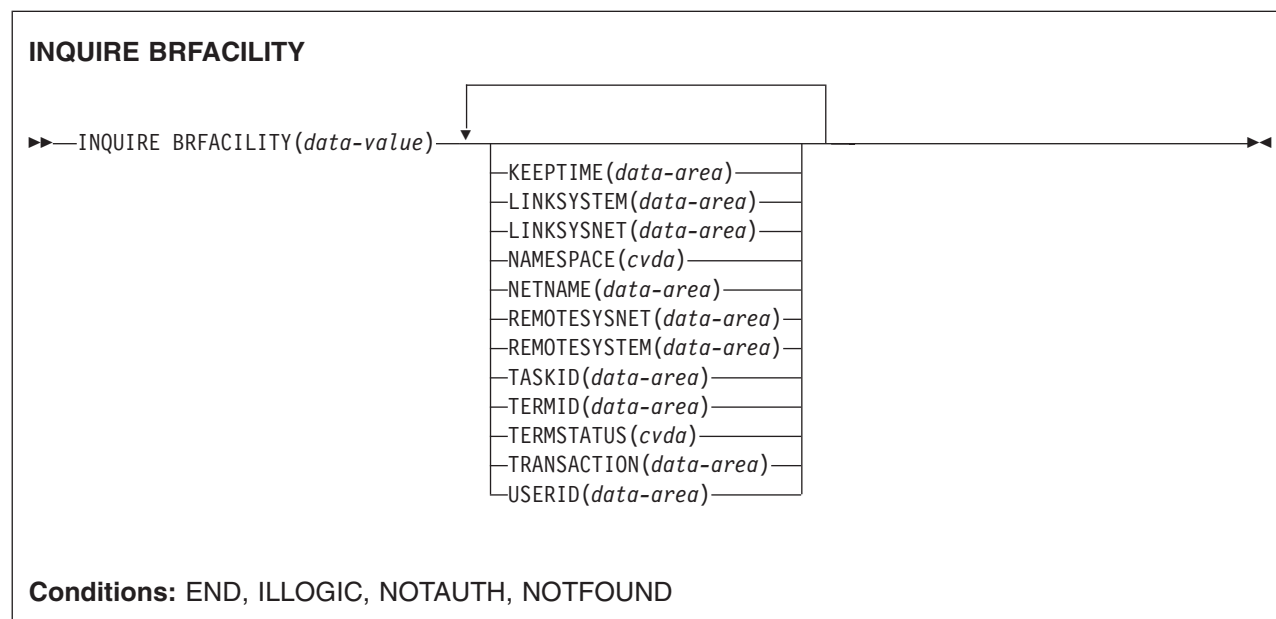 INQUIRE BRFACILITY
INQUIRE BRFACILITY(data-value)
KEEPTIME(data-area)
LINKSYSTEM(data-area)
LINKSYSNET(data-area)
NAMESPACE(cvda)
NETNAME(data-area)
REMOTESYSNET(data-area)
REMOTESYSTEM(data-area)
TASKID(data-area)
TERMID(data-area)
TERMSTATUS(cvda)
TRANSACTION(data-area)
USERID(data-area)
Conditions: END, ILLOGIC, NOTAUTH, NOTFOUND